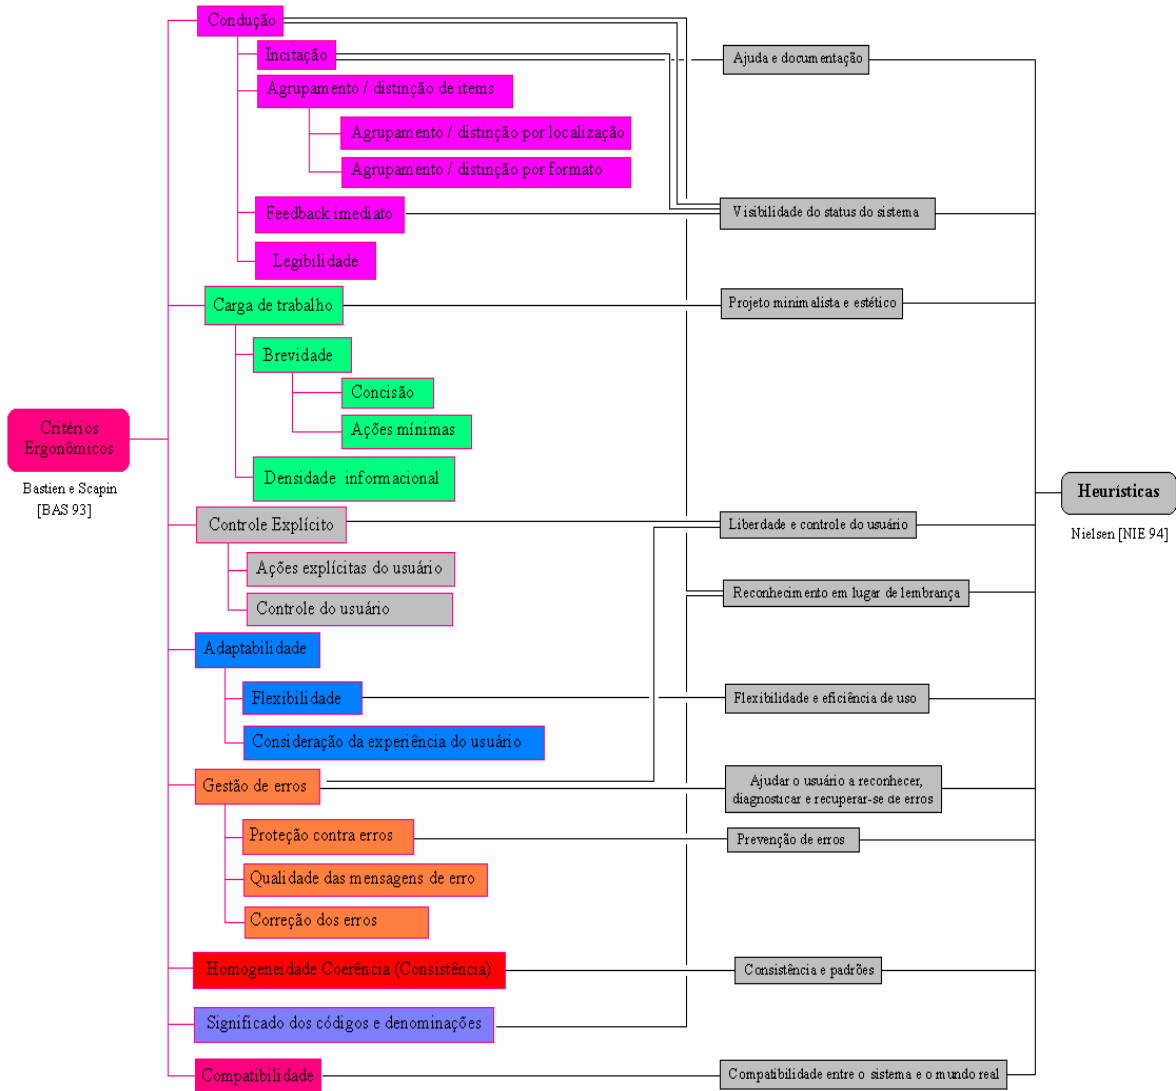 Condução
Incitação
Ajuda e documentação
Agrupamento / distinção de items
Agrupamento / distinção por localização
Agrupamento / distinção por formato
Feedback imediato
Visibilidade do status do sistema
Legibilidade
Carga de trabalho
Projeto minimalista e estético
Brevidade
Concisão
Ações mínimas
Densidade informacional
Critérios
Ergonômicos
Bastien e Scapin
[BAS 93]
Heurísticas
Nielsen [NIE 94]
Controle Explícito
Liberdade e controle do usuário
Ações explícitas do usuário
Controle do usuário
Reconhecimento em lugar de lembrança
Adaptabilidade
Flexibilidade
Flexibilidade e eficiência de uso
Consideração da experiência do usuário
Gestão de erros
Ajudar o usuário a reconhecer,
diagnosticar e recuperar-se de erros
Proteção contra erros
Prevenção de erros
Qualidade das mensagens de erro
Correção dos erros
Homogeneidade Coerência (Consistência)
Consistência e padrões
Significado dos códigos e denominações
Compatibilidade
Compatibilidade entre o sistema e o mundo real